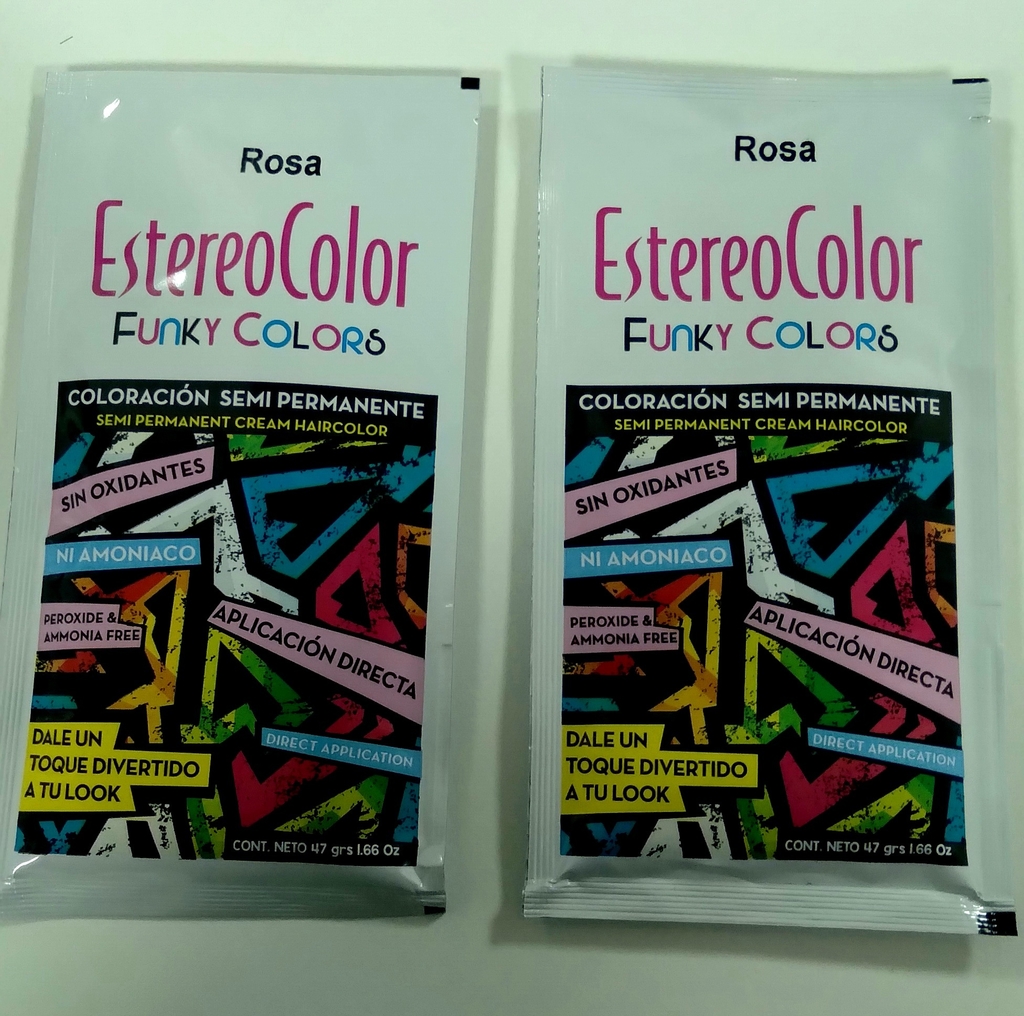 Rosa
EstereoColor
FUNKY COLORS
COLORACIÓN SEMI PERMANENTE
SEMI PERMANENT CREAM HAIRCOLOR
SIN OXIDANTES
NI AMONIACO
PEROXIDE &
AMMONIA FREE
APLICACIÓN DIRECTA
DIRECT APPLICATION
DALE UN
TOQUE DIVERTIDO
A TU LOOK
CONT. NETO 47 grs 1.66 Oz
Rosa
EstereoColor
FUNKY COLORS
COLORACIÓN SEMI PERMANENTE
SEMI PERMANENT CREAM HAIRCOLOR
SIN OXIDANTES
NI AMONIACO
PEROXIDE &
AMMONIA FREE
APLICACIÓN DIRECTA
DIRECT APPLICATION
DALE UN
TOQUE DIVERTIDO
A TU LOOK
CONT. NETO 47 grs 1.66 Oz